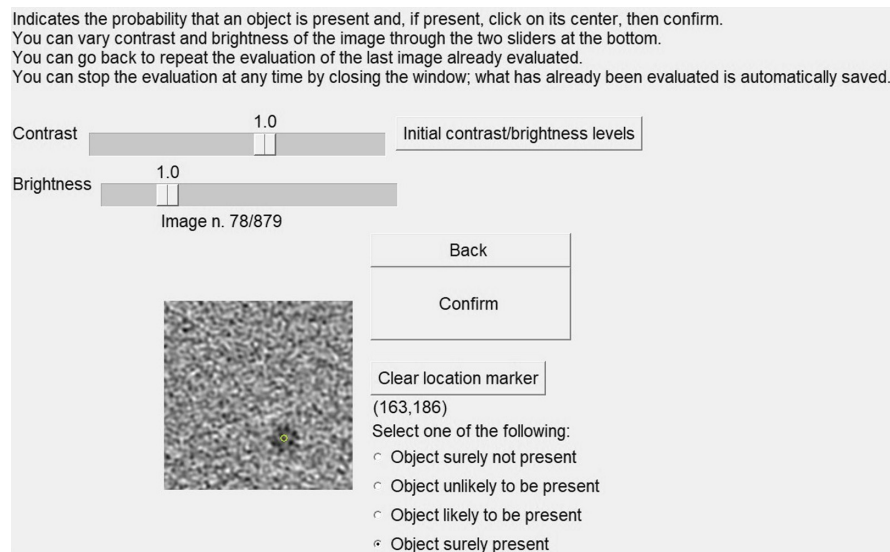 Indicates the probability that an object is present and, if present, click on its center, then confirm.
You can vary contrast and brightness of the image through the two sliders at the bottom.
You can go back to repeat the evaluation of the last image already evaluated.
You can stop the evaluation at any time by closing the window; what has already been evaluated is automatically saved.
1.0
Contrast
Initial contrast/brightness levels
1.0
Brightness
Image n. 78/879
Back
Confirm
Clear location marker
(163,186)
Select one of the following:
Object surely not present
Object unlikely to be present
Object likely to be present
Object surely present